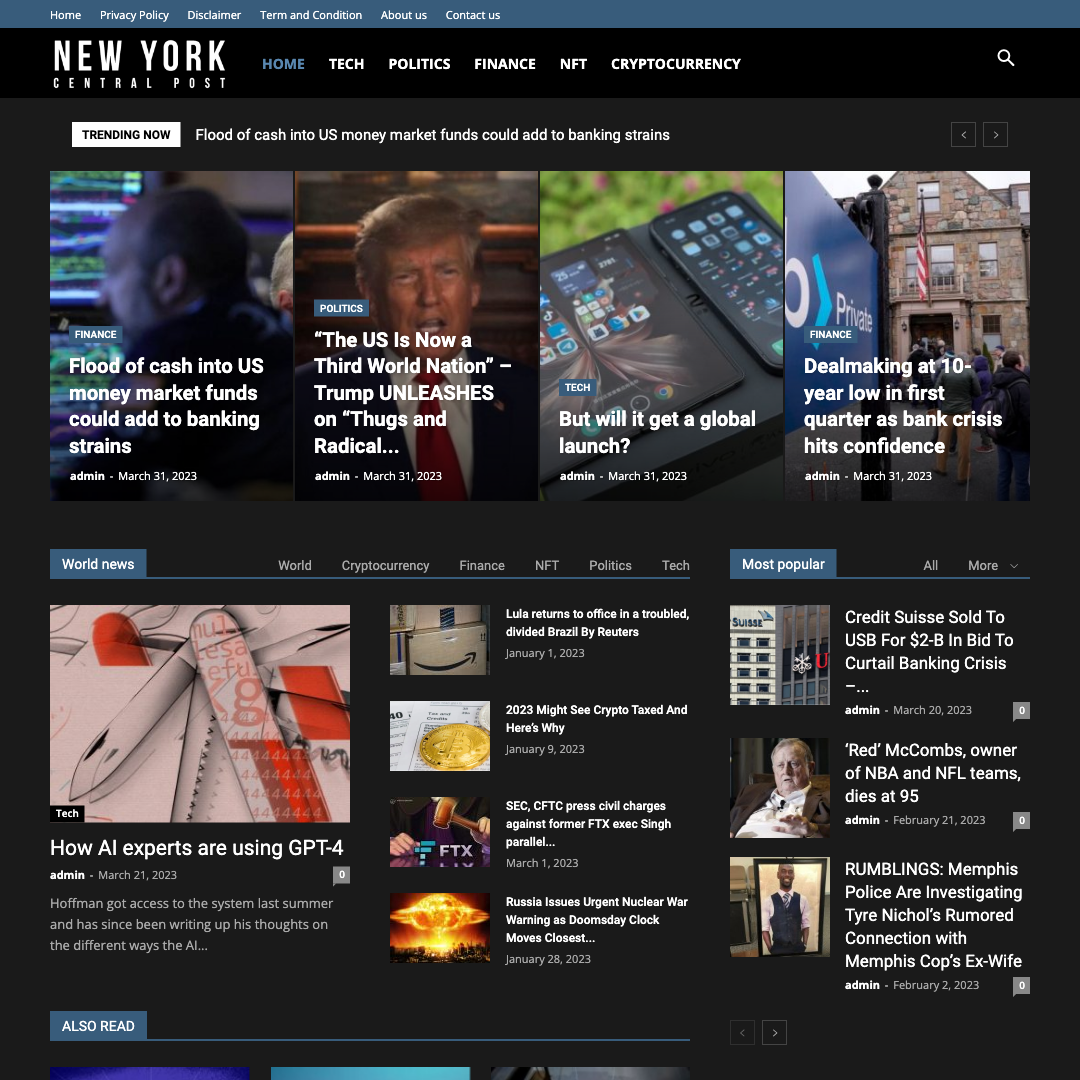 Home Privacy Policy Disclaimer Term and Condition About us Contact us
NEW YORK
CENTRAL POST
HOME TECH POLITICS FINANCE NFT CRYPTOCURRENCY
TRENDING NOW Flood of cash into US money market funds could add to banking strains
FINANCE
Flood of cash into US
money market funds
could add to banking
strains
admin - March 31, 2023
POLITICS
“The US Is Now a
Third World Nation” –
Trump UNLEASHES
on “Thugs and
Radical...
admin - March 31, 2023
TECH
But will it get a global
launch?
admin - March 31, 2023
Private
FINANCE
Dealmaking at 10-
year low in first
quarter as bank crisis
hits confidence
admin - March 31, 2023
World news World Cryptocurrency Finance NFT Politics Tech
Tech
How AI experts are using GPT-4
admin - March 21, 2023 0
Hoffman got access to the system last summer
and has since been writing up his thoughts on
the different ways the AI...
Lula returns to office in a troubled,
divided Brazil By Reuters
January 1, 2023
Tax and
Credits
2023 Might See Crypto Taxed And
Here’s Why
January 9, 2023
FTX
SEC, CFTC press civil charges
against former FTX exec Singh
parallel...
March 1, 2023
Russia Issues Urgent Nuclear War
Warning as Doomsday Clock
Moves Closest...
January 28, 2023
Most popular All More
SUISSE
Credit Suisse Sold To
USB For $2-B In Bid To
Curtail Banking Crisis
–...
admin - March 20, 2023 0
‘Red’ McCombs, owner
of NBA and NFL teams,
dies at 95
admin - February 21, 2023 0
RUMBLINGS: Memphis
Police Are Investigating
Tyre Nichol’s Rumored
Connection with
Memphis Cop’s Ex-Wife
admin - February 2, 2023 0
ALSO READ